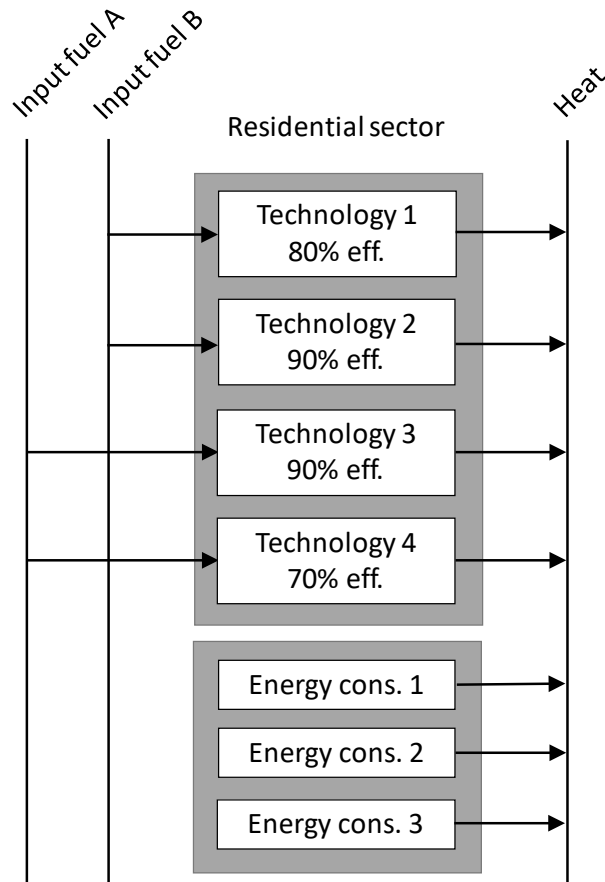 Input fuel A
Input fuel B
Heat
Residential sector
Technology 1
80% eff.
Technology 2
90% eff.
Technology 3
90% eff.
Technology 4
70% eff.
Energy cons. 1
Energy cons. 2
Energy cons. 3